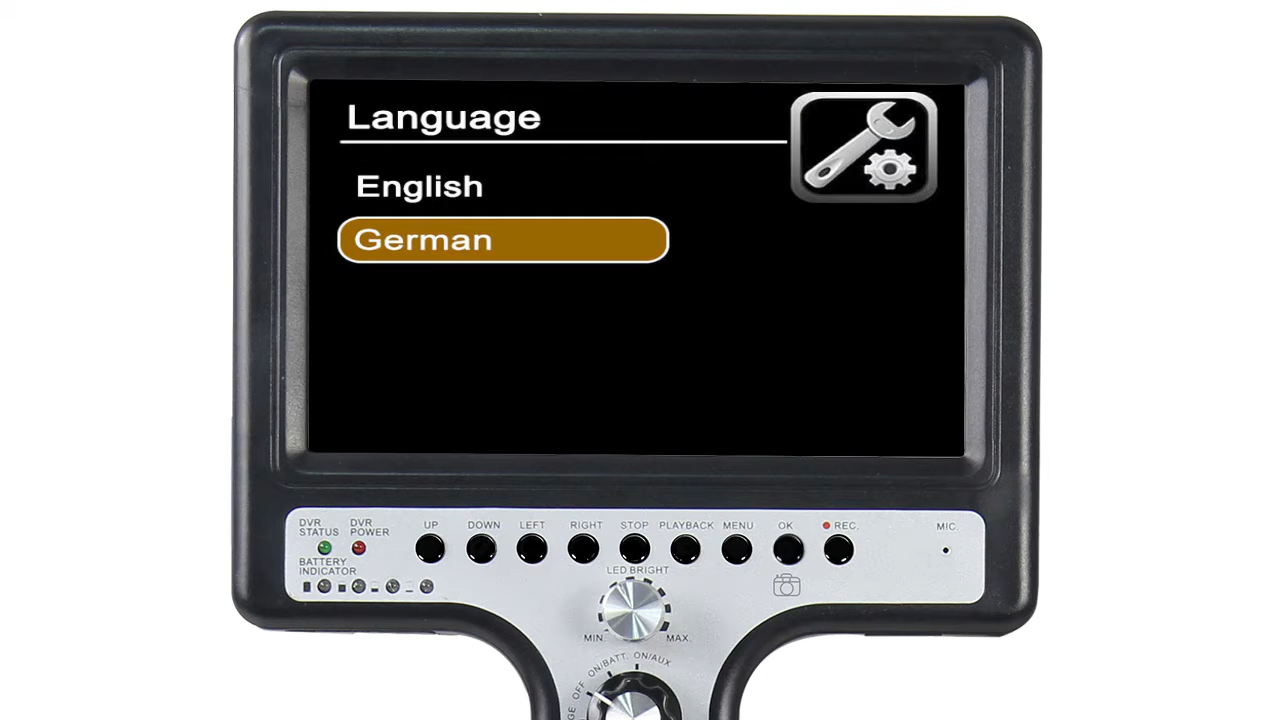 Language
English
German
DVR STATUS
DVR POWER
UP DOWN LEFT RIGHT STOP PLAYBACK MENU OK REC. MIC.
BATTERY INDICATOR
LED BRIGHT
MIN. MAX.
OFF ON/BATT. ON/AUX